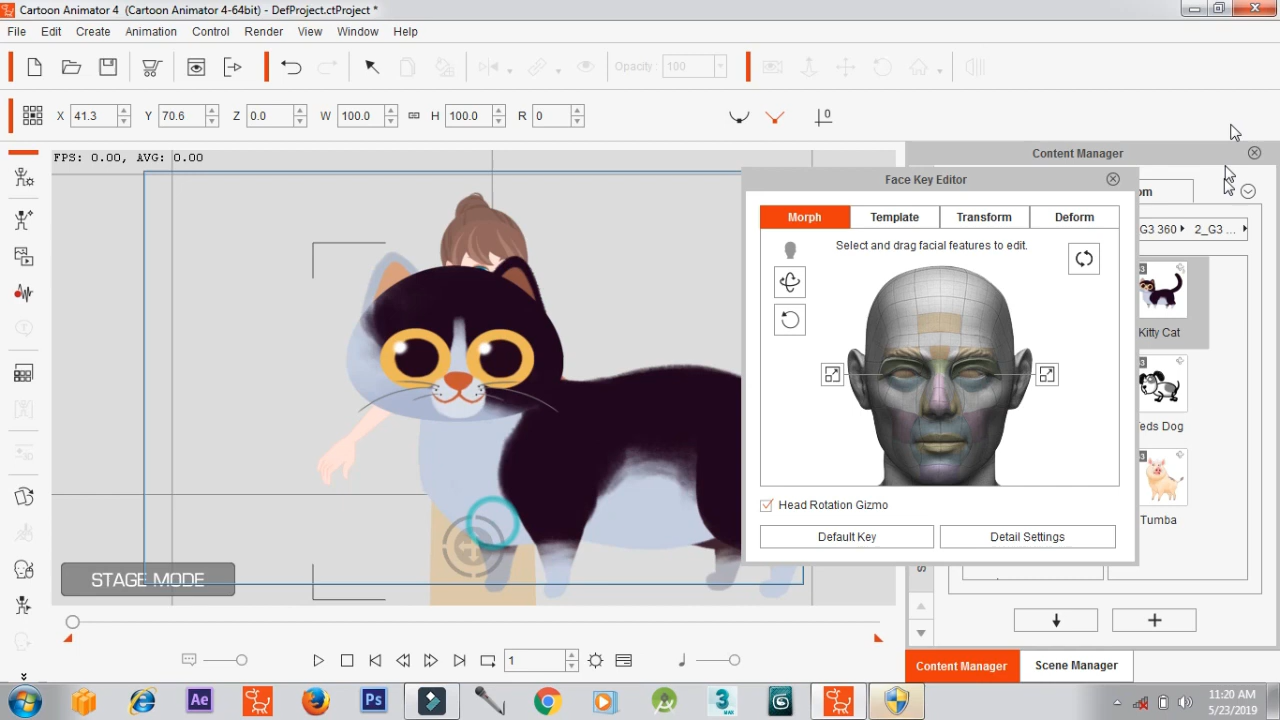 Cartoon Animator 4 (Cartoon Animator 4-64bit) - DefProject.ctProject *
File Edit Create Animation Control Render View Window Help
Opacity : 100
X 41.3 Y 70.6 Z 0.0 W 100.0 H 100.0 R 0
FPS: 0.00, AVG: 0.00
Content Manager
Face Key Editor
om
Morph Template Transform Deform
G3 360 2_G3 ...
Select and drag facial features to edit.
Kitty Cat
eds Dog
Tumba
Head Rotation Gizmo
Default Key Detail Settings
S
STAGE MODE
1
Content Manager Scene Manager
Ae Ps 3 MAX
11:20 AM
5/23/2019